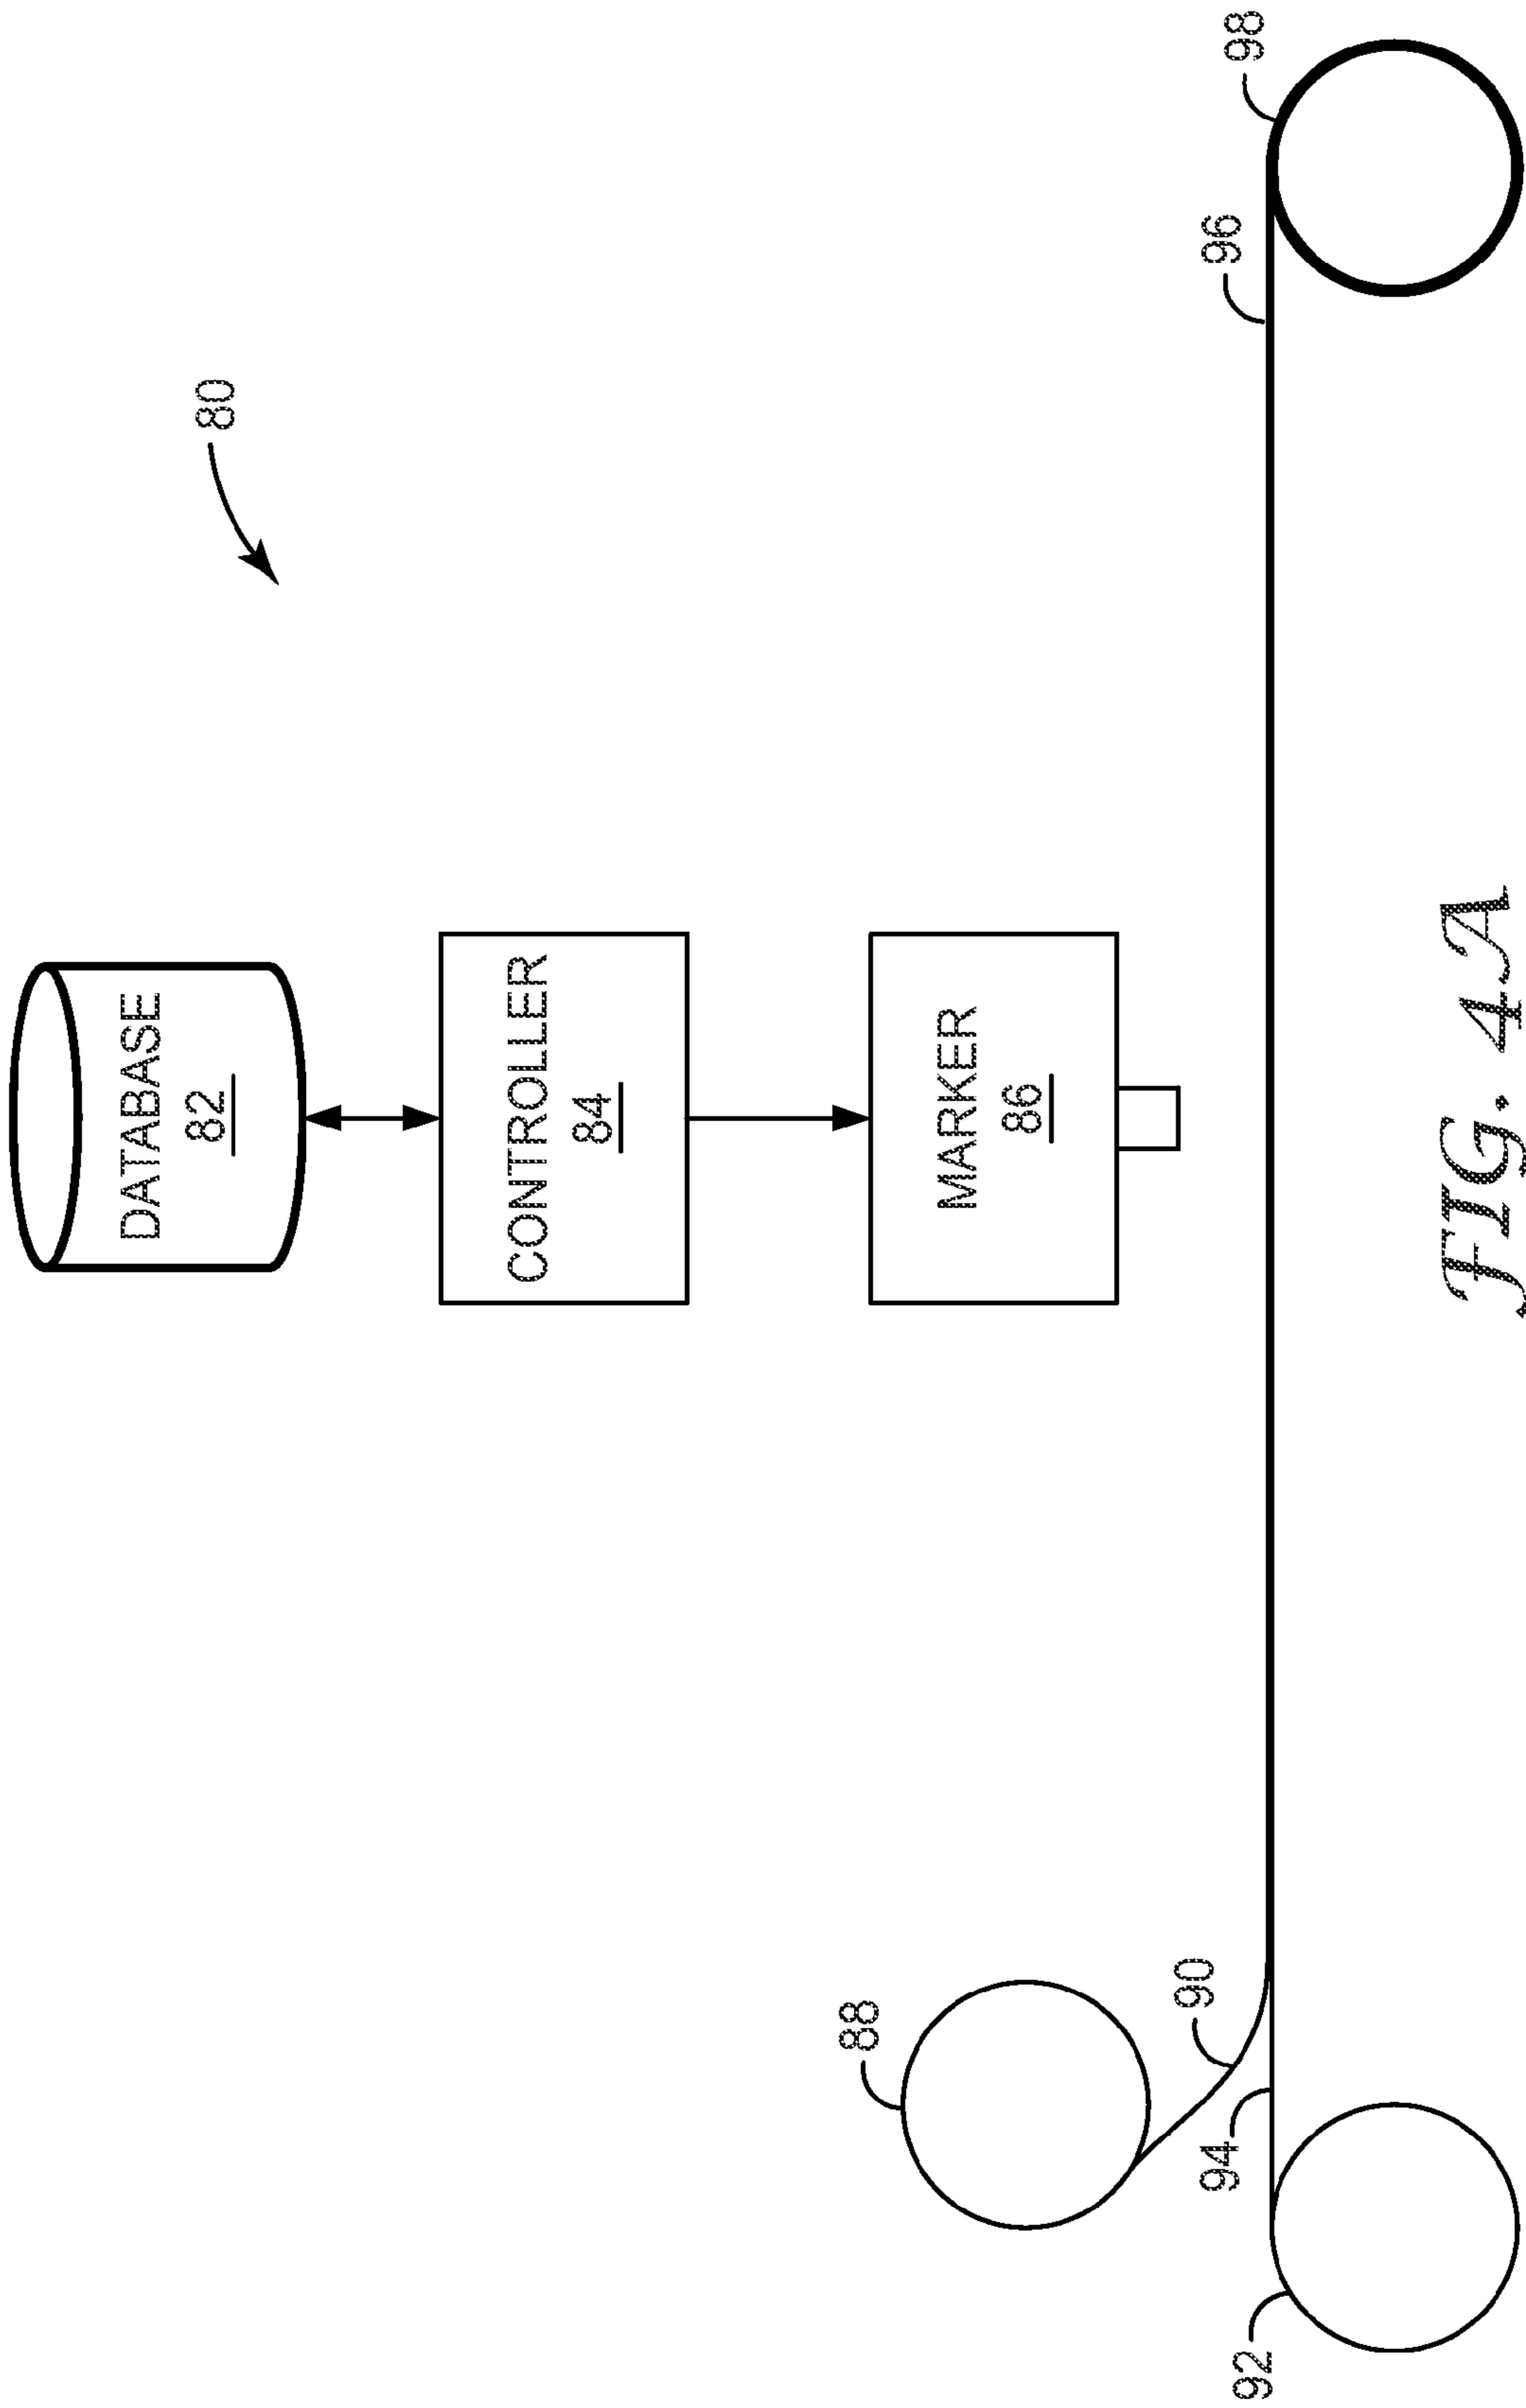 80
DATABASE
82
CONTROLLER
84
MARKER
86
88
90
92
94
96
98
FIG. 4A